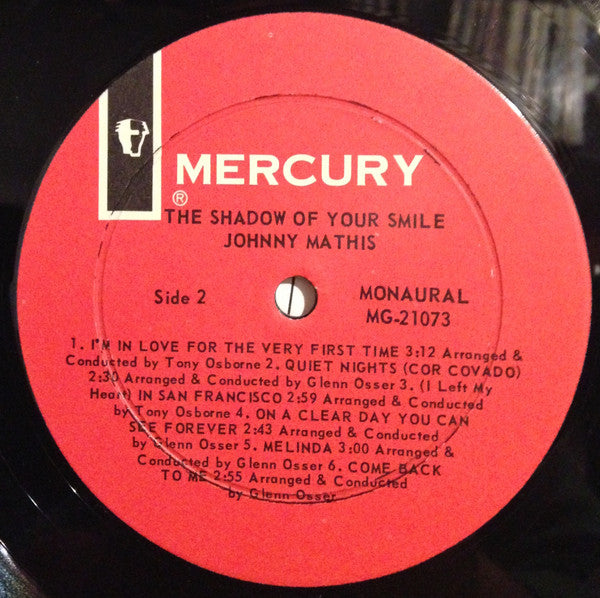 MERCURY
®
THE SHADOW OF YOUR SMILE
JOHNNY MATHIS
Side 2
MONAURAL
MG-21073
1. I'M IN LOVE FOR THE VERY FIRST TIME 3:12 Arranged &
Conducted by Tony Osborne 2. QUIET NIGHTS (COR COVADO)
2:30 Arranged & Conducted by Glenn Osser 3. (I Left My
Heart) IN SAN FRANCISCO 2:59 Arranged & Conducted
by Tony Osborne 4. ON A CLEAR DAY YOU CAN
SEE FOREVER 2:43 Arranged & Conducted
by Glenn Osser 5. MELINDA 3:00 Arranged &
Conducted by Glenn Osser 6. COME BACK
TO ME 2:55 Arranged & Conducted
by Glenn Osser